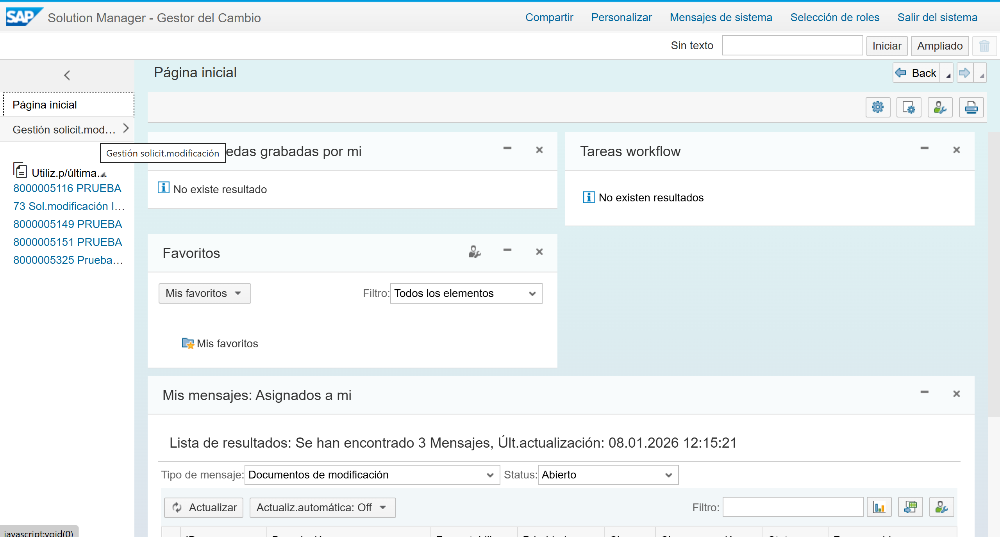 SAP Solution Manager - Gestor del Cambio
Compartir Personalizar Mensajes de sistema Selección de roles Salir del sistema
Sin texto Iniciar Ampliado
Página inicial
Back
Página inicial
Gestión solicit.mod...
Gestión solicit.modificación
Utiliz.p/última...
8000005116 PRUEBA
73 Sol.modificación I...
8000005149 PRUEBA
8000005151 PRUEBA
8000005325 Prueba...
edas grabadas por mi
No existe resultado
Tareas workflow
No existen resultados
Favoritos
Mis favoritos Filtro: Todos los elementos
Mis favoritos
Mis mensajes: Asignados a mi
Lista de resultados: Se han encontrado 3 Mensajes, Últ.actualización: 08.01.2026 12:15:21
Tipo de mensaje: Documentos de modificación Status: Abierto
Actualizar Actualiz.automática: Off Filtro:
javascript:void(0)